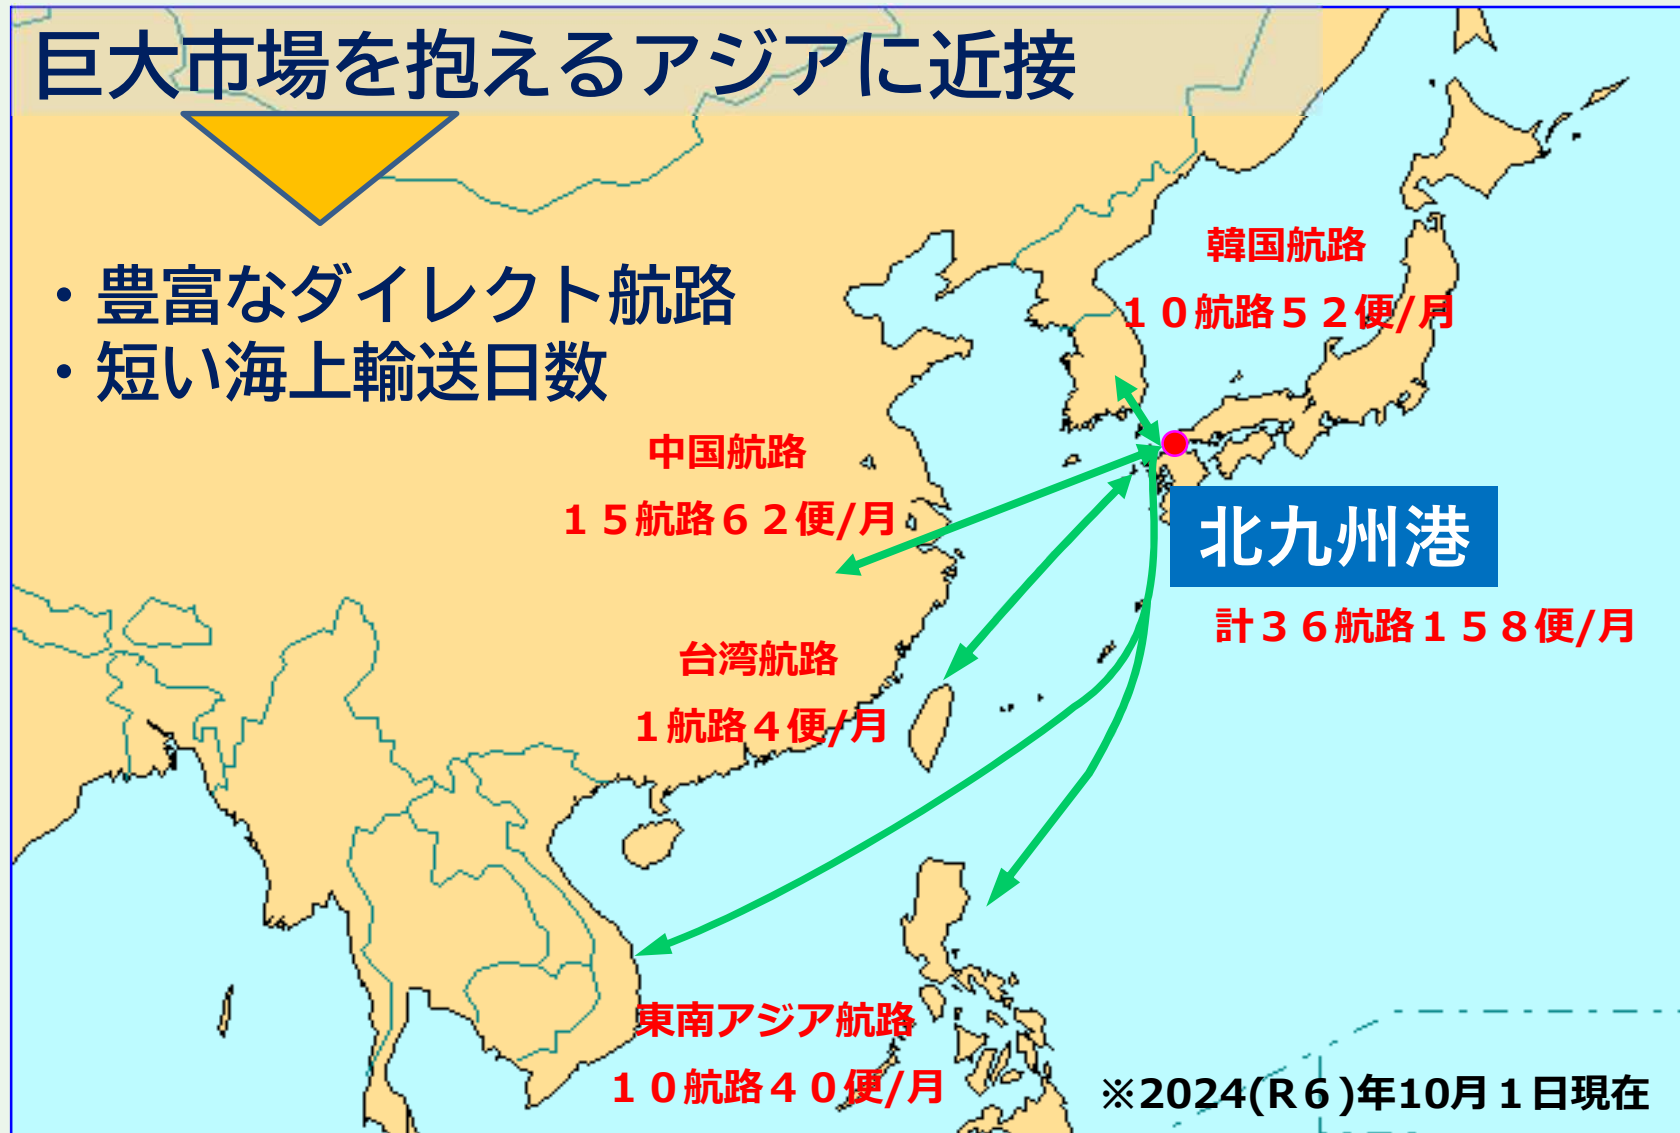 巨大市場を抱えるアジアに近接
・豊富なダイレクト航路
・短い海上輸送日数
韓国航路
１０航路５２便/月
中国航路
１５航路６２便/月
北九州港
計３６航路１５８便/月
台湾航路
１航路４便/月
東南アジア航路
１０航路４０便/月
※2024(R６)年10月１日現在